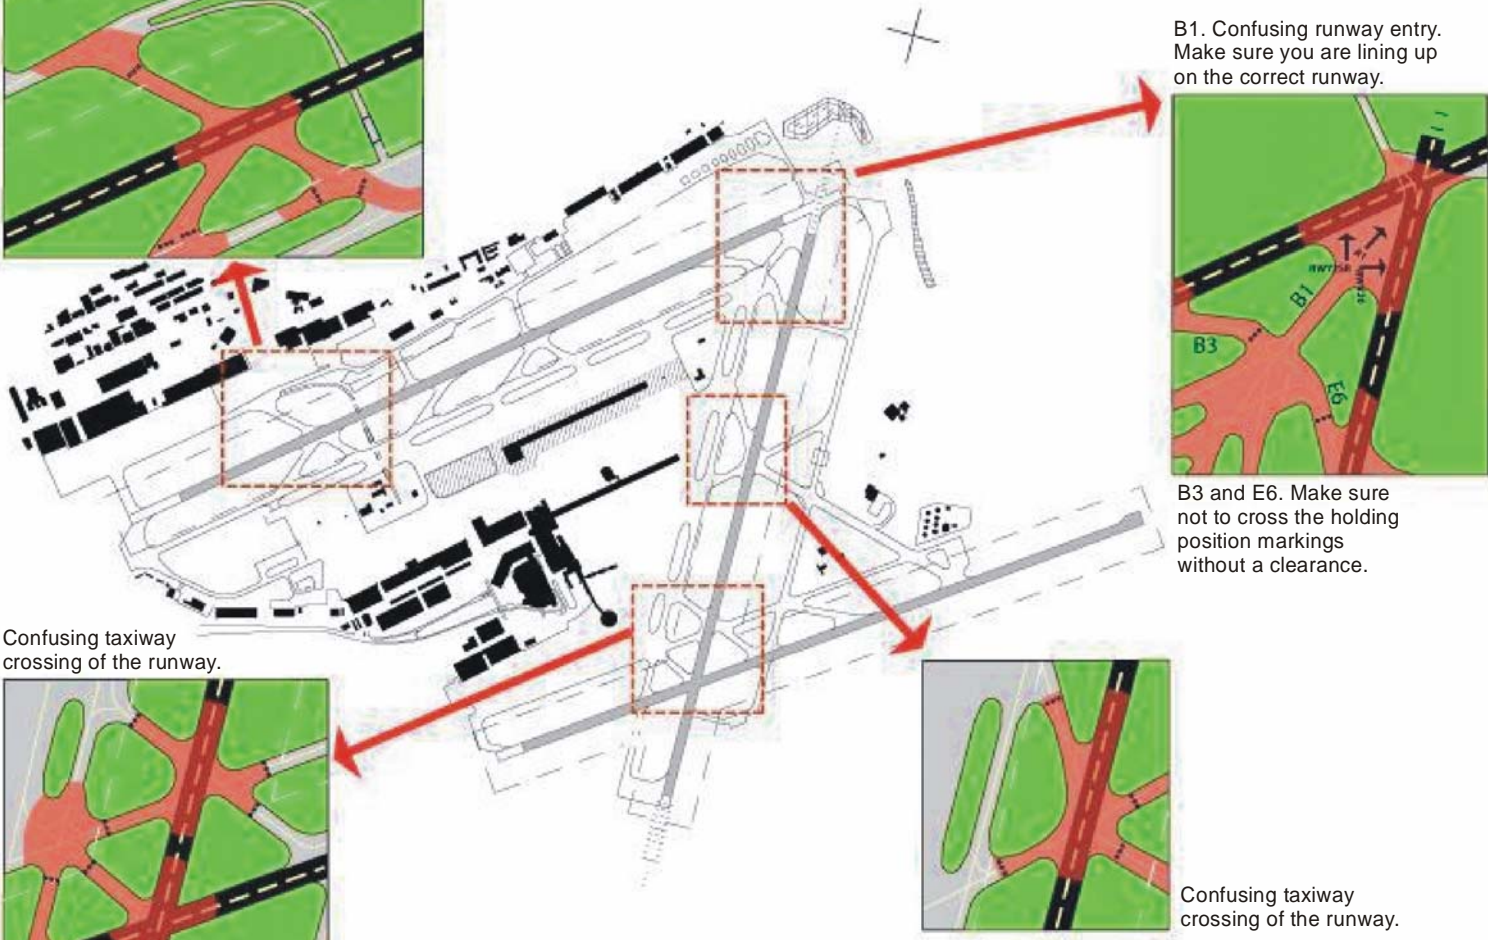 B1. Confusing runway entry.
Make sure you are lining up
on the correct runway.
B1
B3
E6
B3 and E6. Make sure
not to cross the holding
position markings
without a clearance.
Confusing taxiway
crossing of the runway.
Confusing taxiway
crossing of the runway.